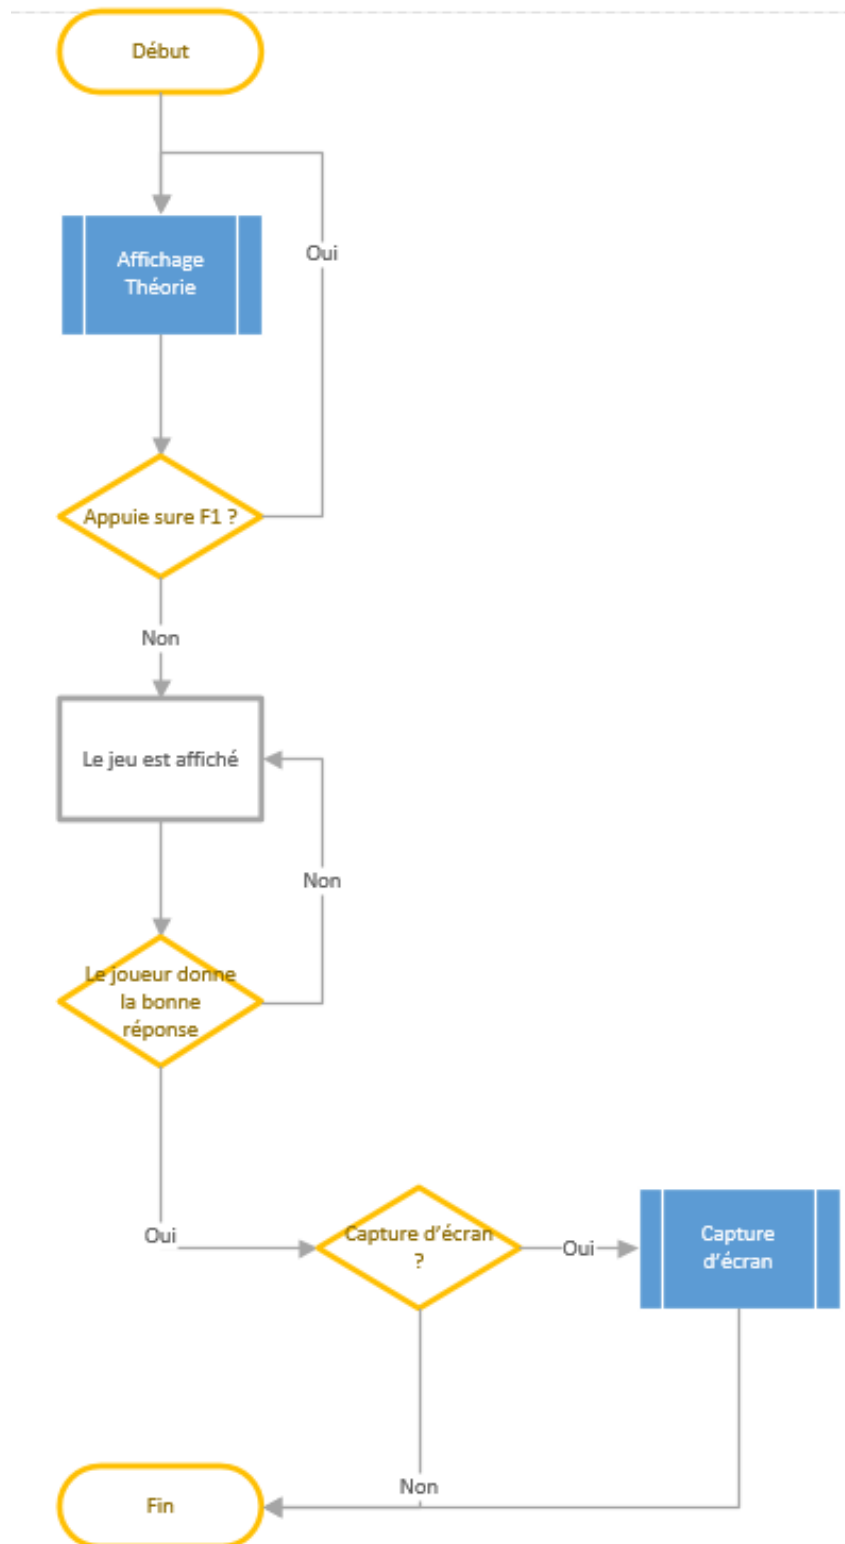 Début
Oui
Affichage
Théorie
Appuie sure F1 ?
Non
Le jeu est affiché
Non
Le joueur donne
la bonne
réponse
Oui
Capture d'écran
?
Oui
Capture
d'écran
Non
Fin